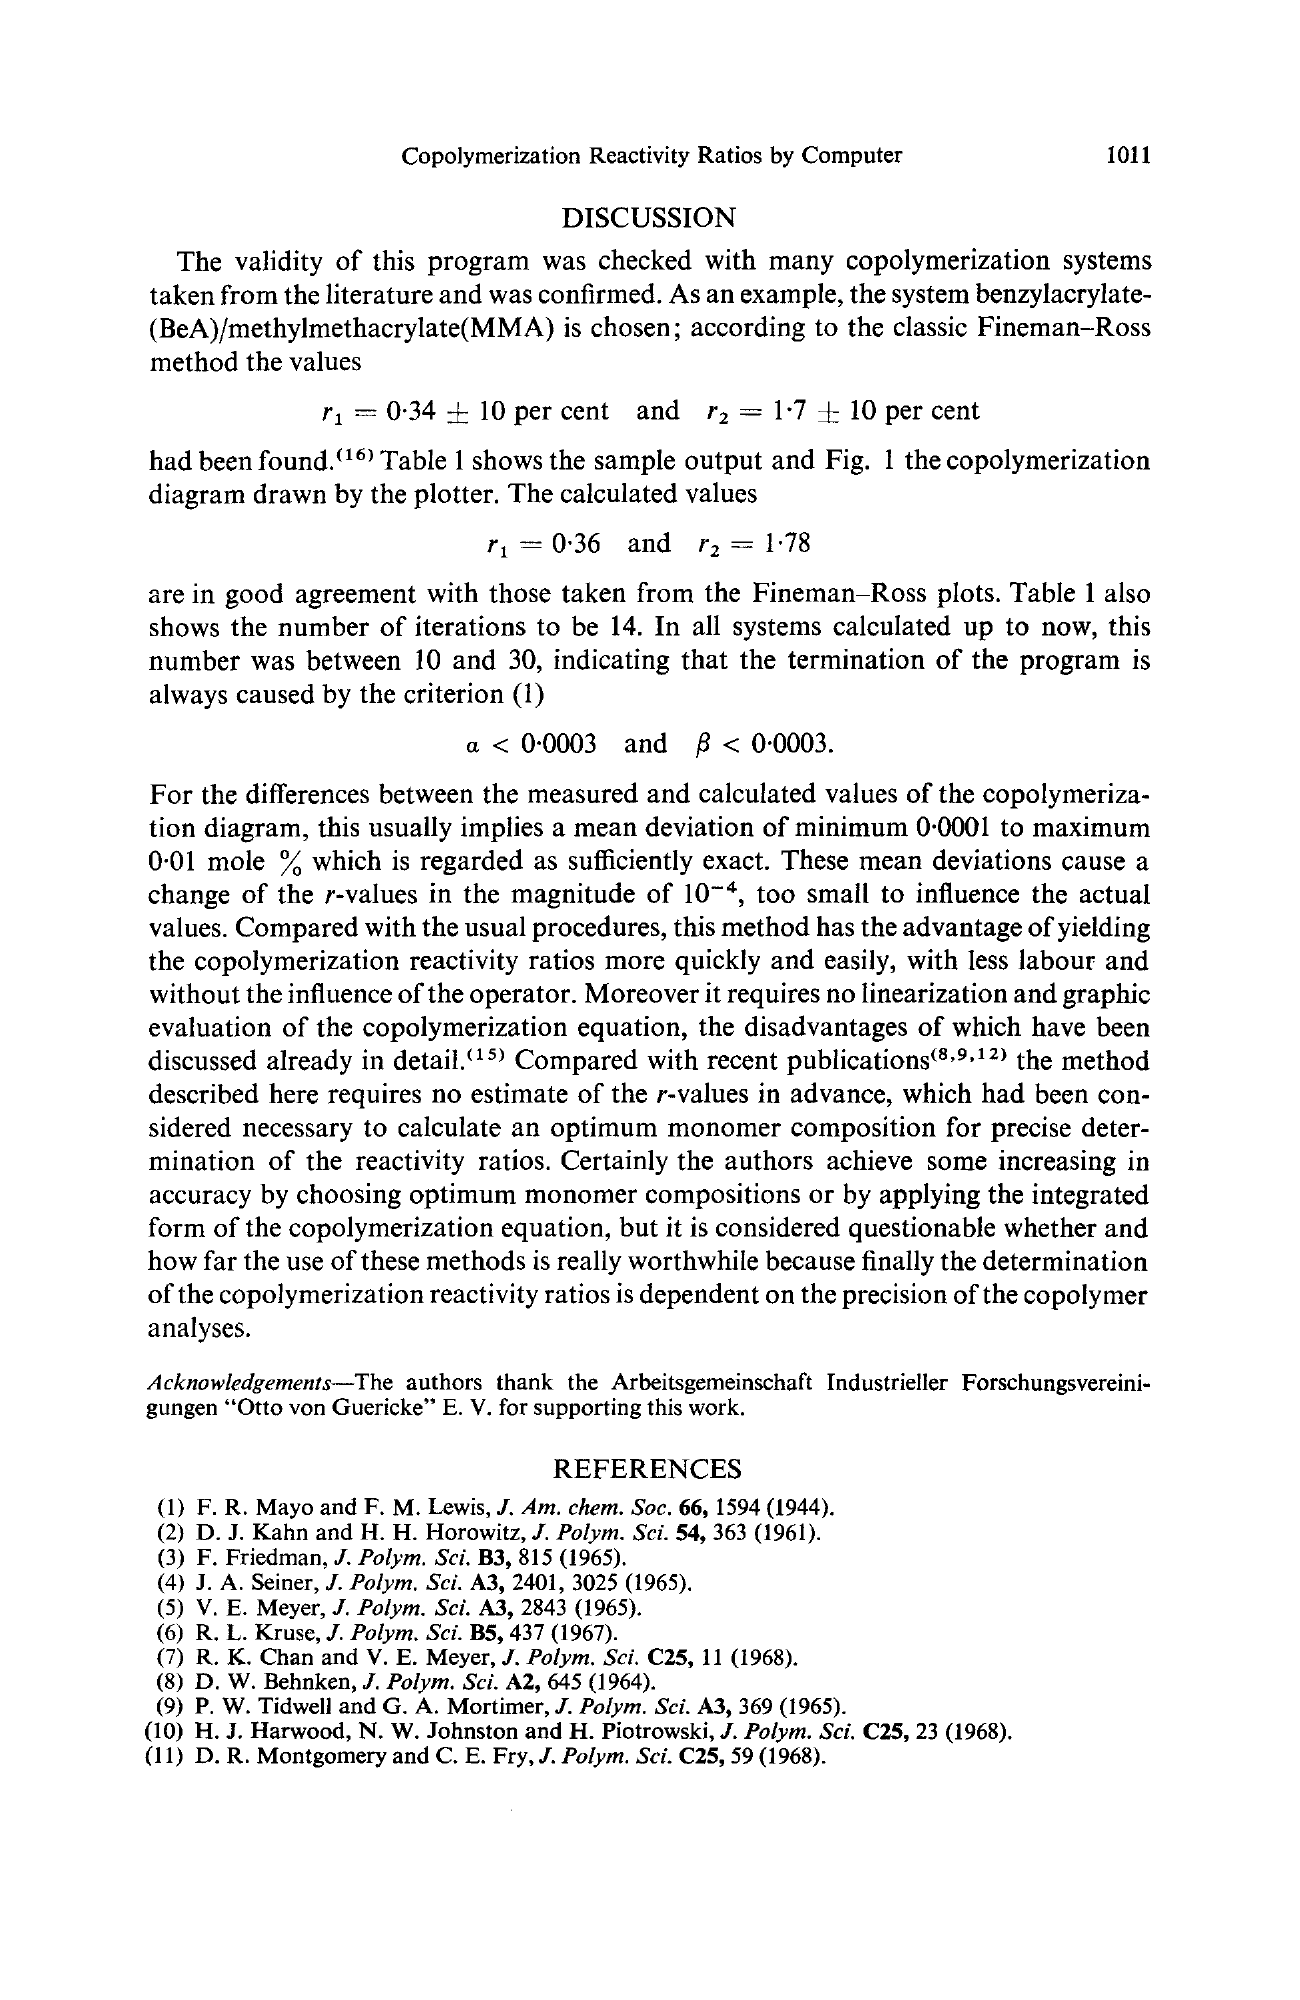 Copolymerization Reactivity Ratios by Computer 1011
DISCUSSION
The validity of this program was checked with many copolymerization systems
taken from the literature and was confirmed. As an example, the system benzylacrylate-
(BeA)/methylmethacrylate(MMA) is chosen; according to the classic Fineman–Ross
method the values
r₁ = 0·34 ± 10 per cent and r₂ = 1·7 ± 10 per cent
had been found.⁽¹⁶⁾ Table 1 shows the sample output and Fig. 1 the copolymerization
diagram drawn by the plotter. The calculated values
r₁ = 0·36 and r₂ = 1·78
are in good agreement with those taken from the Fineman–Ross plots. Table 1 also
shows the number of iterations to be 14. In all systems calculated up to now, this
number was between 10 and 30, indicating that the termination of the program is
always caused by the criterion (1)
α < 0·0003 and β < 0·0003.
For the differences between the measured and calculated values of the copolymeriza-
tion diagram, this usually implies a mean deviation of minimum 0·0001 to maximum
0·01 mole % which is regarded as sufficiently exact. These mean deviations cause a
change of the r-values in the magnitude of 10⁻⁴, too small to influence the actual
values. Compared with the usual procedures, this method has the advantage of yielding
the copolymerization reactivity ratios more quickly and easily, with less labour and
without the influence of the operator. Moreover it requires no linearization and graphic
evaluation of the copolymerization equation, the disadvantages of which have been
discussed already in detail.⁽¹⁵⁾ Compared with recent publications⁽⁸,⁹,¹²⁾ the method
described here requires no estimate of the r-values in advance, which had been con-
sidered necessary to calculate an optimum monomer composition for precise deter-
mination of the reactivity ratios. Certainly the authors achieve some increasing in
accuracy by choosing optimum monomer compositions or by applying the integrated
form of the copolymerization equation, but it is considered questionable whether and
how far the use of these methods is really worthwhile because finally the determination
of the copolymerization reactivity ratios is dependent on the precision of the copolymer
analyses.
Acknowledgements—The authors thank the Arbeitsgemeinschaft Industrieller Forschungsvereini-
gungen “Otto von Guericke” E. V. for supporting this work.
REFERENCES
(1) F. R. Mayo and F. M. Lewis, J. Am. chem. Soc. 66, 1594 (1944).
(2) D. J. Kahn and H. H. Horowitz, J. Polym. Sci. 54, 363 (1961).
(3) F. Friedman, J. Polym. Sci. B3, 815 (1965).
(4) J. A. Seiner, J. Polym. Sci. A3, 2401, 3025 (1965).
(5) V. E. Meyer, J. Polym. Sci. A3, 2843 (1965).
(6) R. L. Kruse, J. Polym. Sci. B5, 437 (1967).
(7) R. K. Chan and V. E. Meyer, J. Polym. Sci. C25, 11 (1968).
(8) D. W. Behnken, J. Polym. Sci. A2, 645 (1964).
(9) P. W. Tidwell and G. A. Mortimer, J. Polym. Sci. A3, 369 (1965).
(10) H. J. Harwood, N. W. Johnston and H. Piotrowski, J. Polym. Sci. C25, 23 (1968).
(11) D. R. Montgomery and C. E. Fry, J. Polym. Sci. C25, 59 (1968).